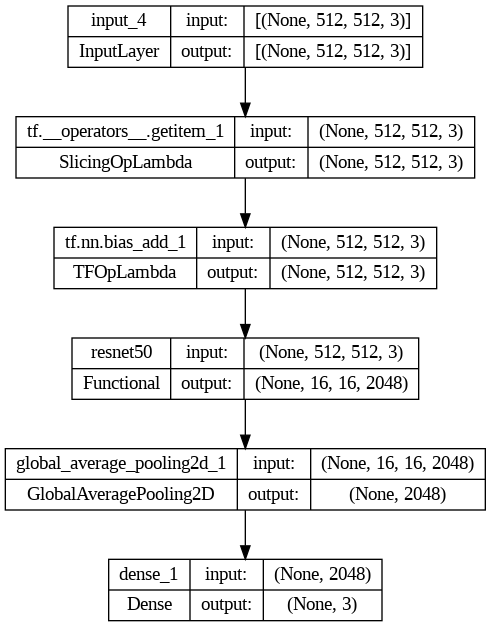 input_4 input: [(None, 512, 512, 3)]
InputLayer output: [(None, 512, 512, 3)]
tf.__operators__.getitem_1 input: (None, 512, 512, 3)
SlicingOpLambda output: (None, 512, 512, 3)
tf.nn.bias_add_1 input: (None, 512, 512, 3)
TFOpLambda output: (None, 512, 512, 3)
resnet50 input: (None, 512, 512, 3)
Functional output: (None, 16, 16, 2048)
global_average_pooling2d_1 input: (None, 16, 16, 2048)
GlobalAveragePooling2D output: (None, 2048)
dense_1 input: (None, 2048)
Dense output: (None, 3)